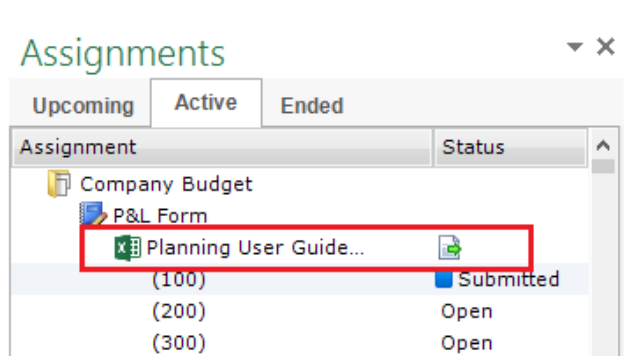 Assignments
Upcoming Active Ended
Assignment Status
Company Budget
P&L Form
Planning User Guide...
(100) Submitted
(200) Open
(300) Open